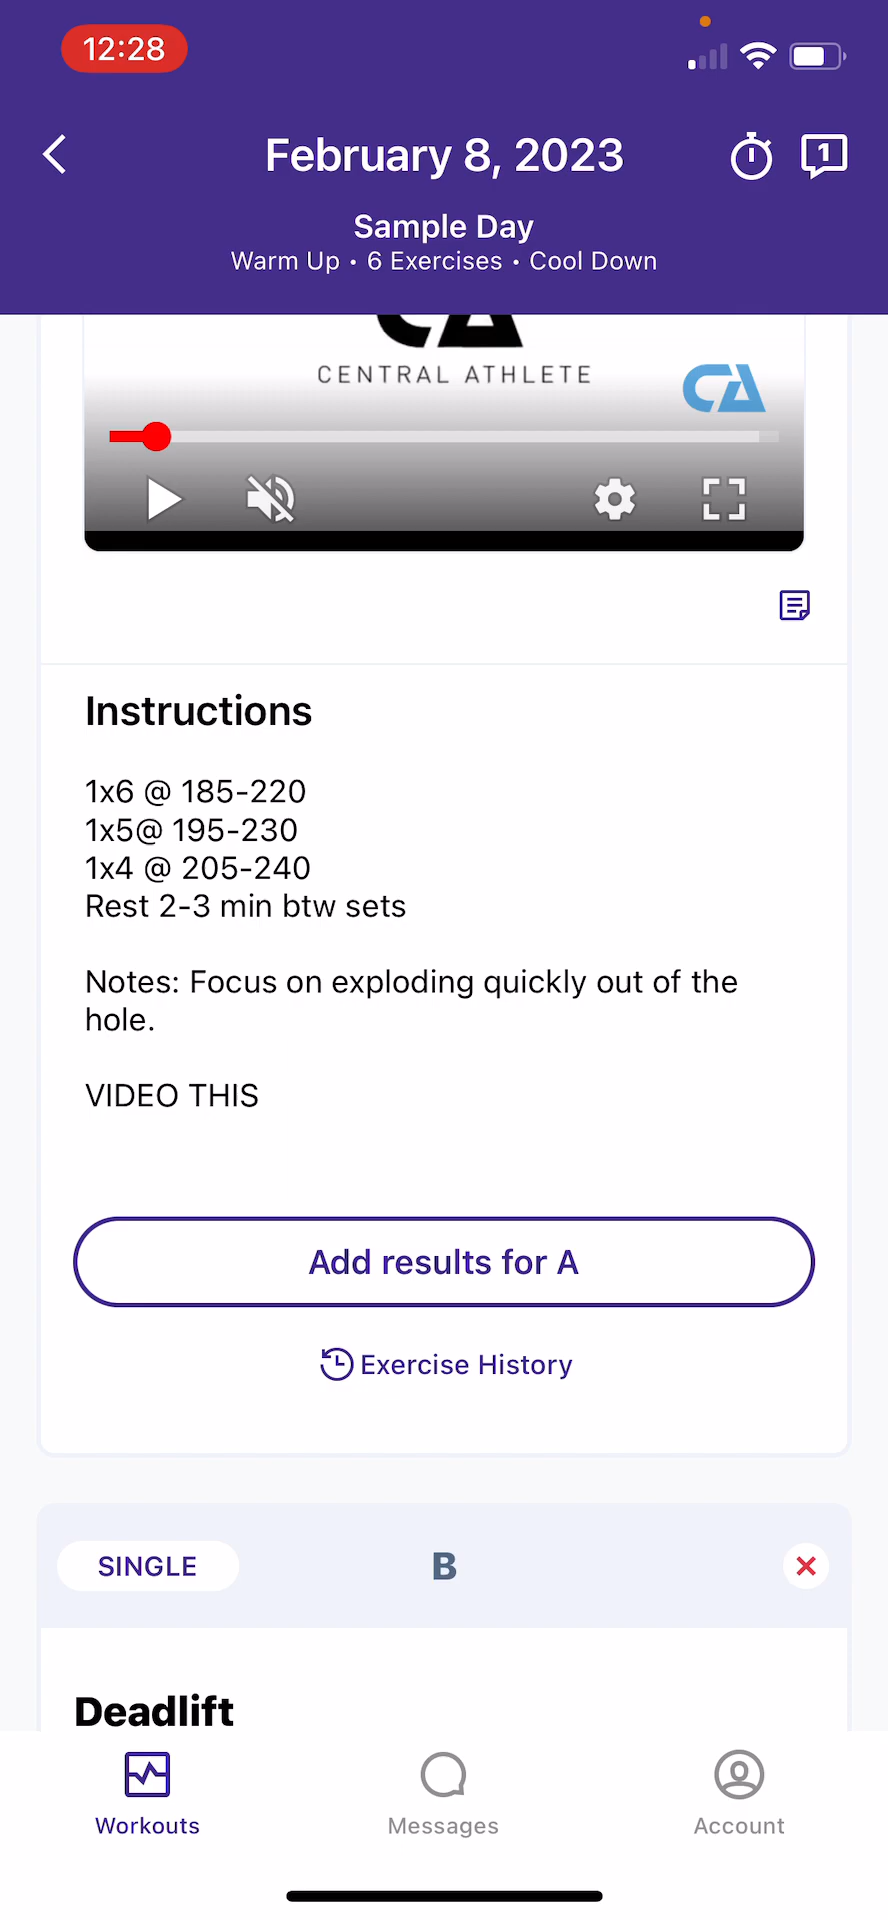 12:28
February 8, 2023
1
Sample Day
Warm Up • 6 Exercises • Cool Down
CA
CENTRAL ATHLETE
CA
Instructions
1x6 @ 185-220
1x5@ 195-230
1x4 @ 205-240
Rest 2-3 min btw sets
Notes: Focus on exploding quickly out of the
hole.
VIDEO THIS
Add results for A
Exercise History
SINGLE
B
Deadlift
Workouts
Messages
Account